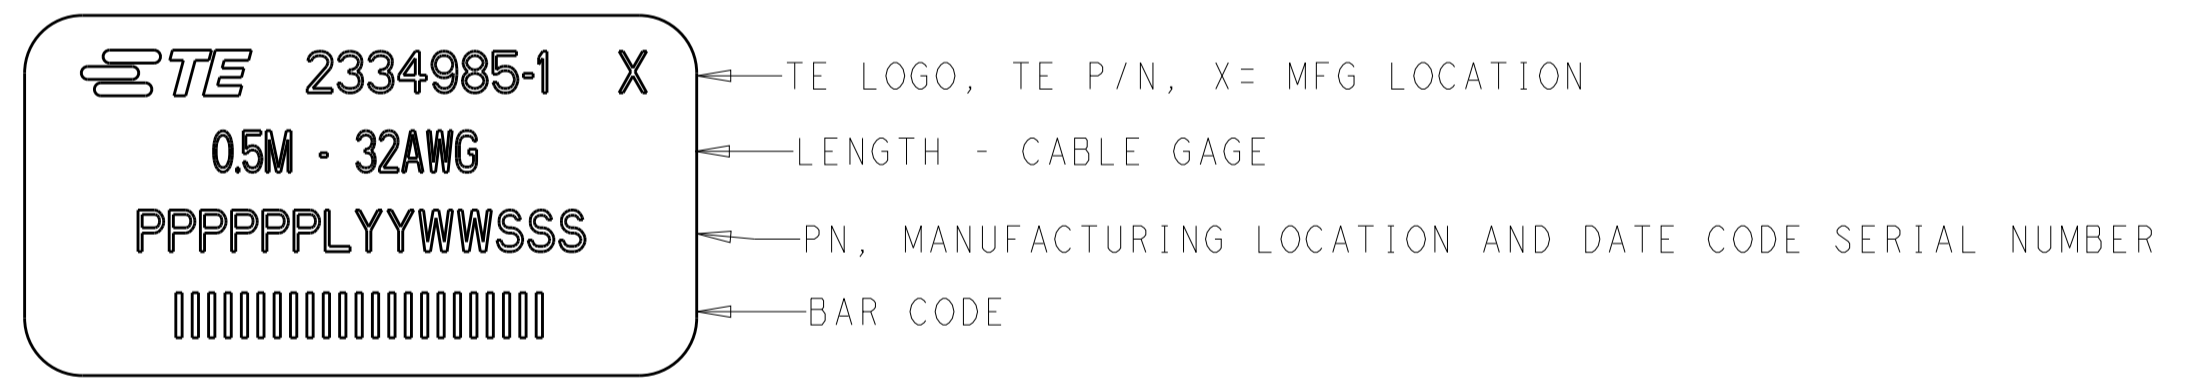 TE 2334985-1 X TE LOGO, TE P/N, X= MFG LOCATION
0.5M - 32AWG LENGTH - CABLE GAGE
PPPPPPLYYWWSSS PN, MANUFACTURING LOCATION AND DATE CODE SERIAL NUMBER
BAR CODE